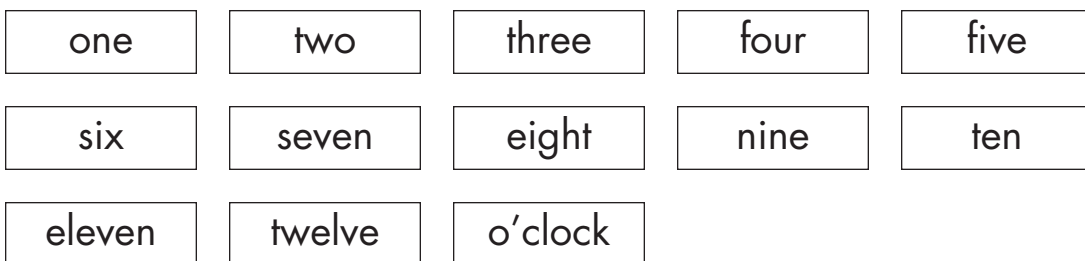 one two three four five
six seven eight nine ten
eleven twelve o’clock